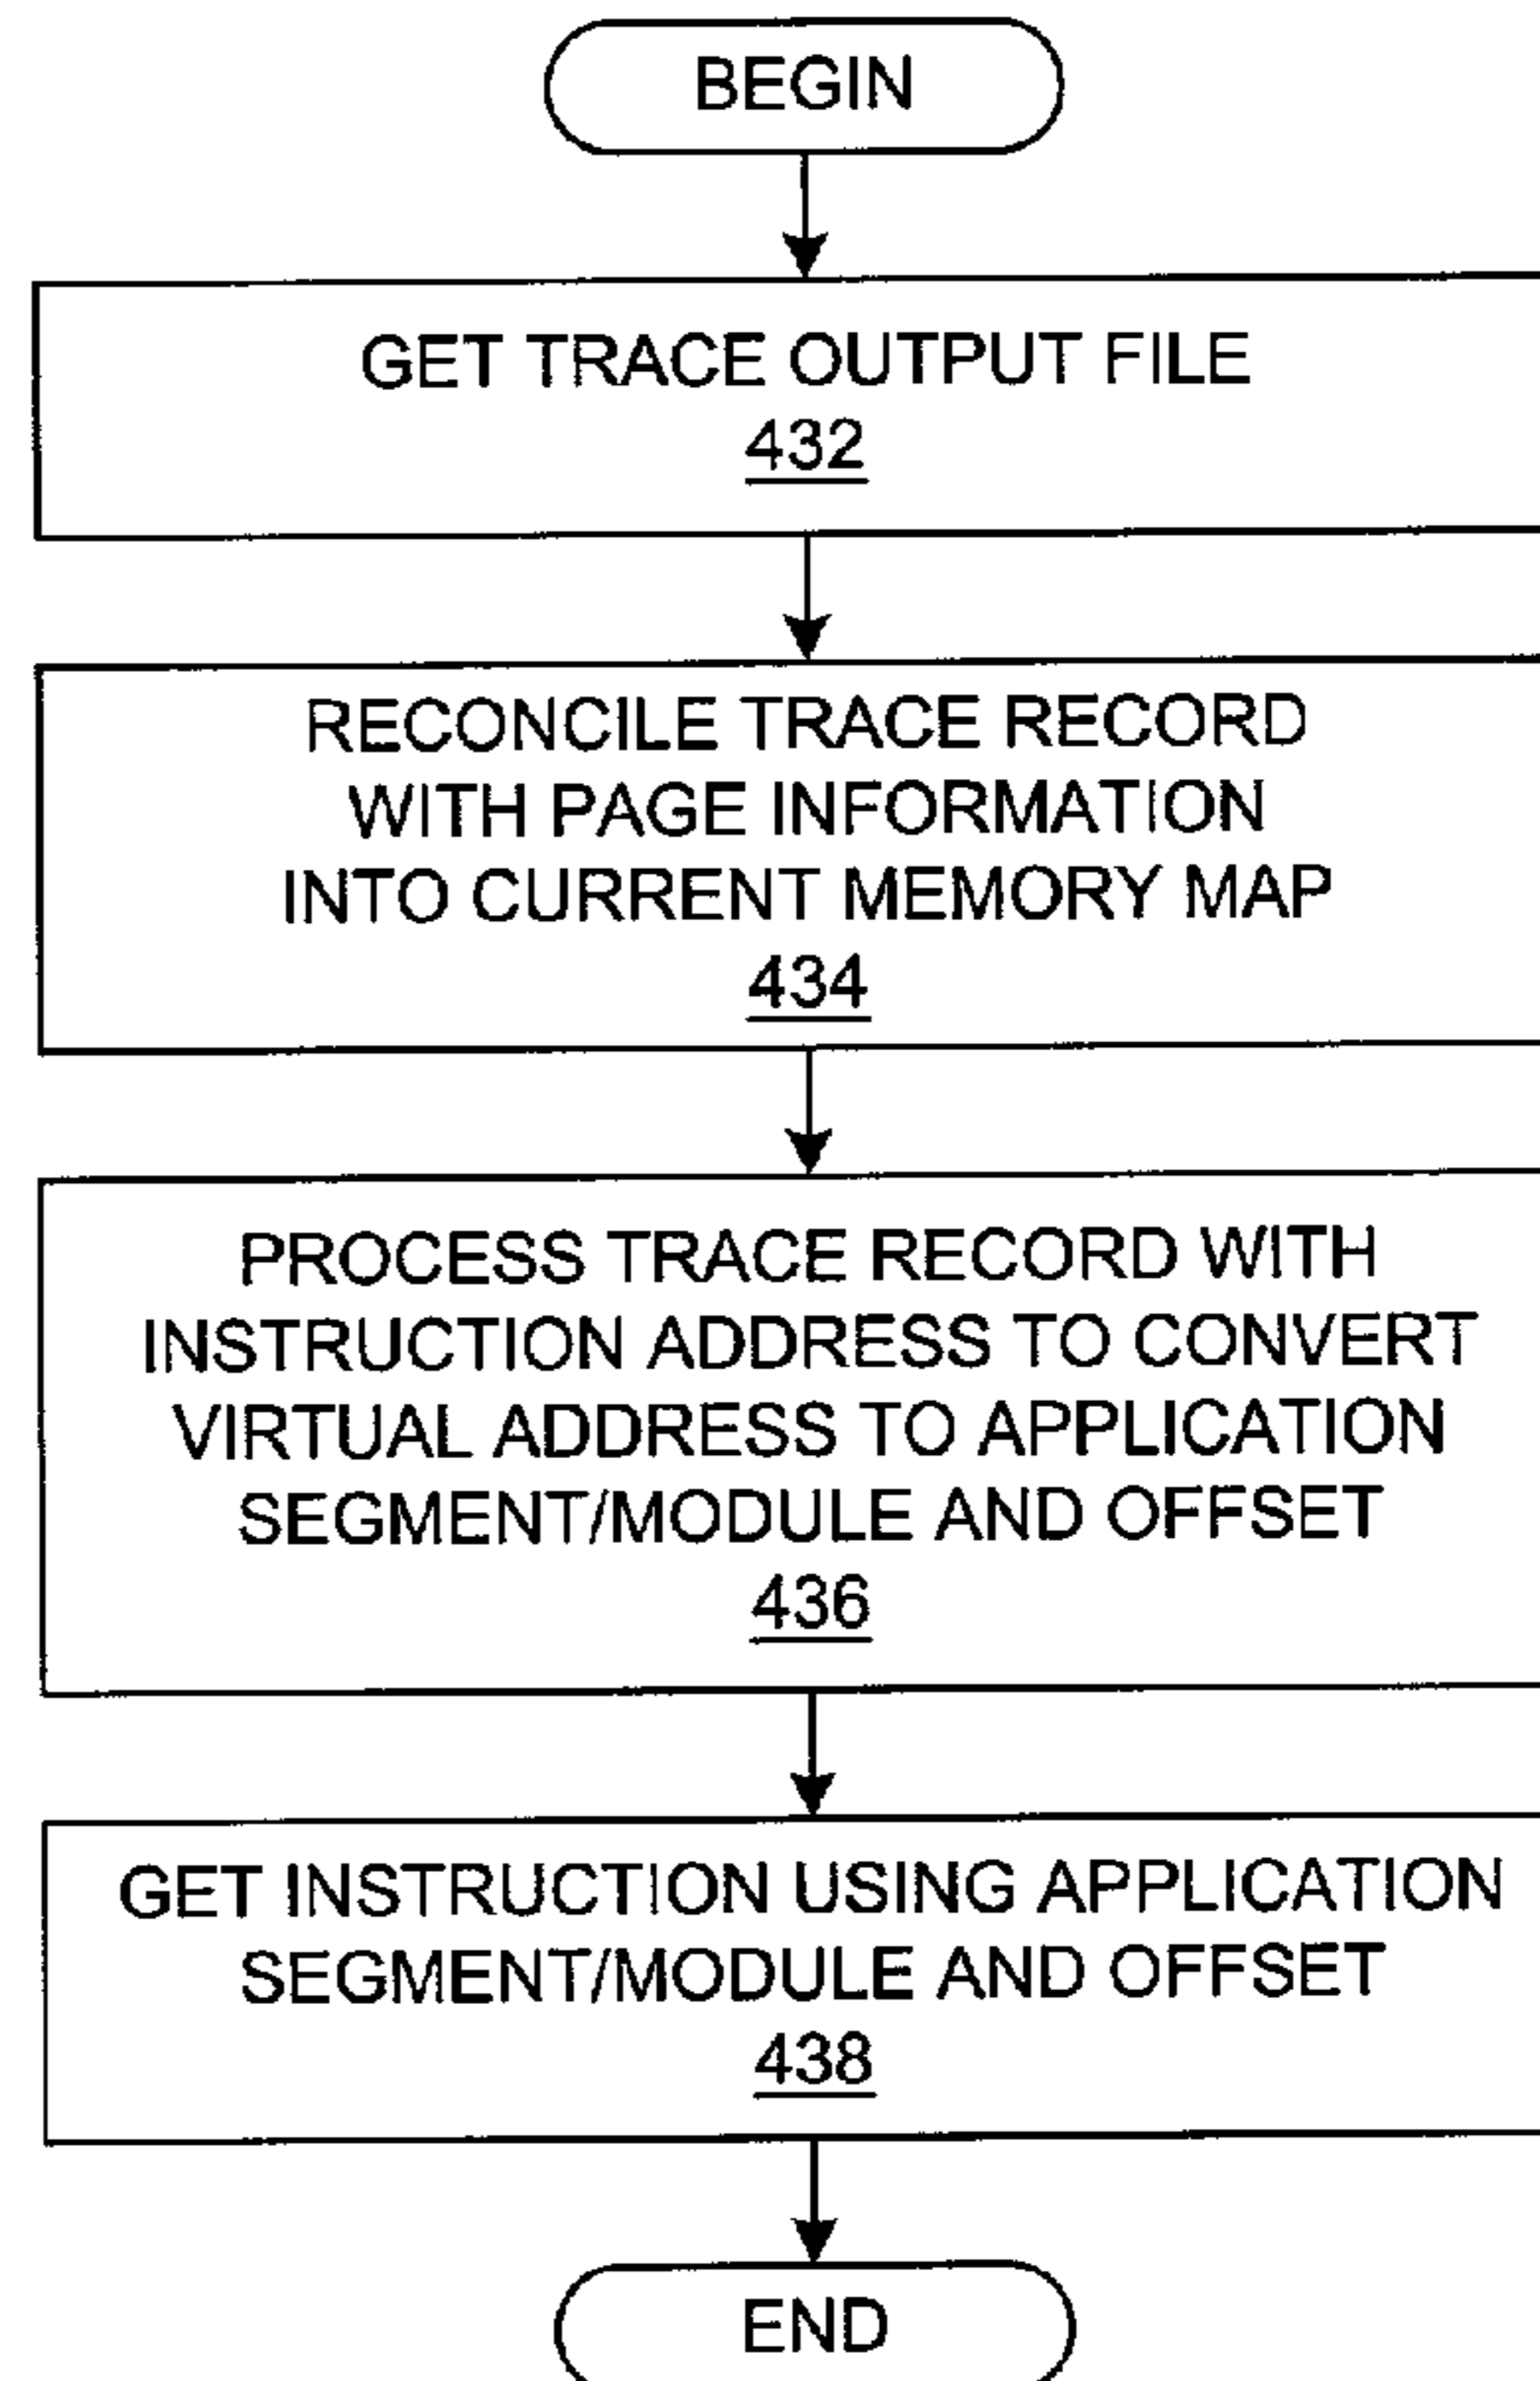 BEGIN
GET TRACE OUTPUT FILE
432
RECONCILE TRACE RECORD
WITH PAGE INFORMATION
INTO CURRENT MEMORY MAP
434
PROCESS TRACE RECORD WITH
INSTRUCTION ADDRESS TO CONVERT
VIRTUAL ADDRESS TO APPLICATION
SEGMENT/MODULE AND OFFSET
436
GET INSTRUCTION USING APPLICATION
SEGMENT/MODULE AND OFFSET
438
END